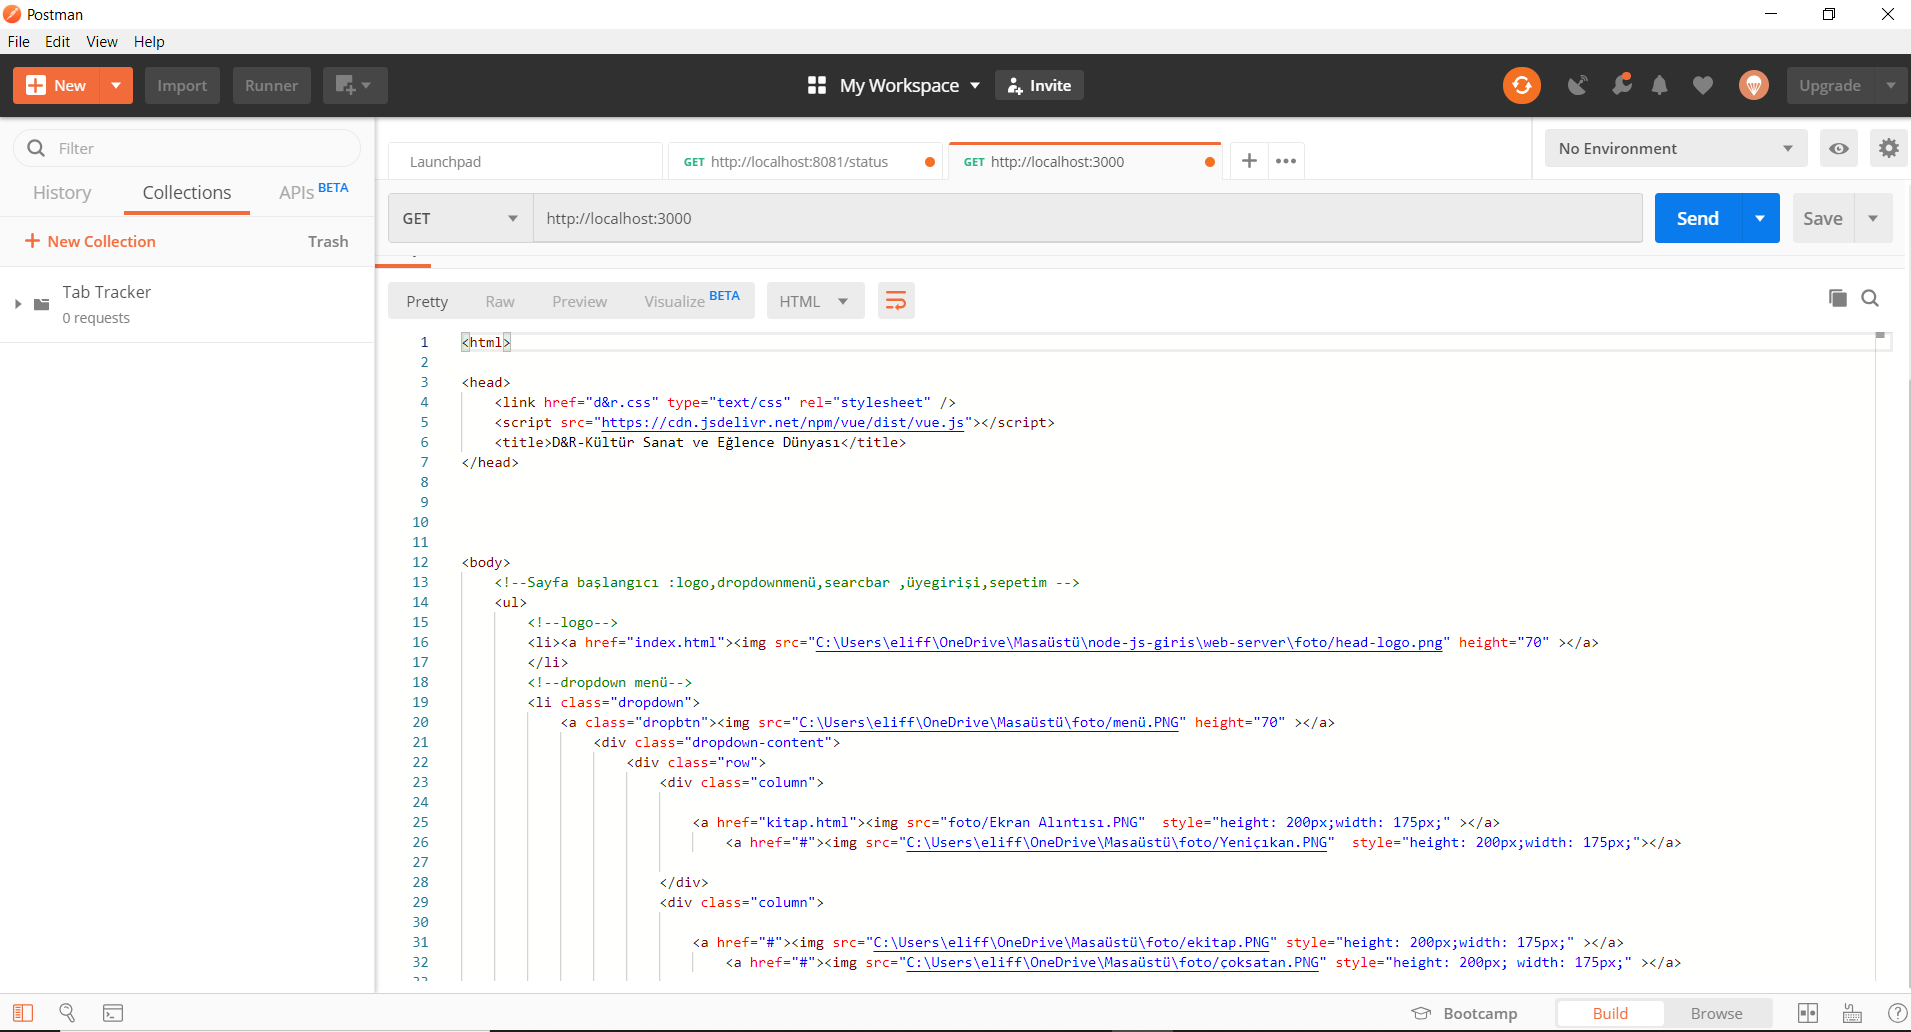 Postman
File Edit View Help
New Import Runner My Workspace Invite Upgrade
Filter
History Collections APIs BETA
New Collection Trash
Tab Tracker
0 requests
Launchpad GET http://localhost:8081/status GET http://localhost:3000 No Environment
GET http://localhost:3000 Send Save
Pretty Raw Preview Visualize BETA HTML
1 <html>
2
3 <head>
4 <link href="d&r.css" type="text/css" rel="stylesheet" />
5 <script src="https://cdn.jsdelivr.net/npm/vue/dist/vue.js"></script>
6 <title>D&R-Kültür Sanat ve Eğlence Dünyası</title>
7 </head>
8
9
10
11
12 <body>
13 <!--Sayfa başlangıcı :logo,dropdownmenü,searcbar ,üyegirişi,sepetim -->
14 <ul>
15 <!--logo-->
16 <li><a href="index.html"><img src="C:\Users\eliff\OneDrive\Masaüstü\node-js-giris\web-server\foto/head-logo.png" height="70" ></a>
17 </li>
18 <!--dropdown menü-->
19 <li class="dropdown">
20 <a class="dropbtn"><img src="C:\Users\eliff\OneDrive\Masaüstü\foto/menü.PNG" height="70" ></a>
21 <div class="dropdown-content">
22 <div class="row">
23 <div class="column">
24
25 <a href="kitap.html"><img src="foto/Ekran Alıntısı.PNG"  style="height: 200px;width: 175px;" ></a>
26 <a href="#"><img src="C:\Users\eliff\OneDrive\Masaüstü\foto/Yeniçıkan.PNG"  style="height: 200px;width: 175px;"></a>
27
28 </div>
29 <div class="column">
30
31 <a href="#"><img src="C:\Users\eliff\OneDrive\Masaüstü\foto/ekitap.PNG" style="height: 200px;width: 175px;" ></a>
32 <a href="#"><img src="C:\Users\eliff\OneDrive\Masaüstü\foto/çoksatan.PNG" style="height: 200px; width: 175px;" ></a>
33
Bootcamp Build Browse